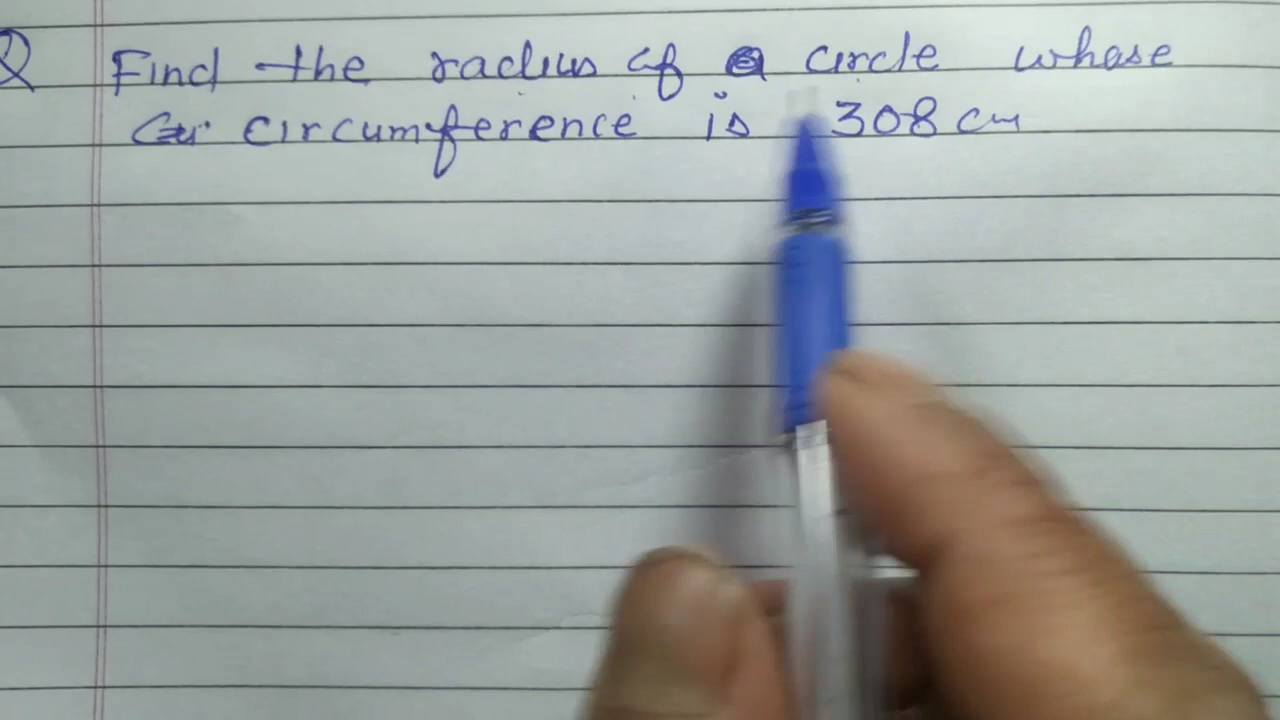 Q Find the radius of a circle whose
circumference is 308 cm